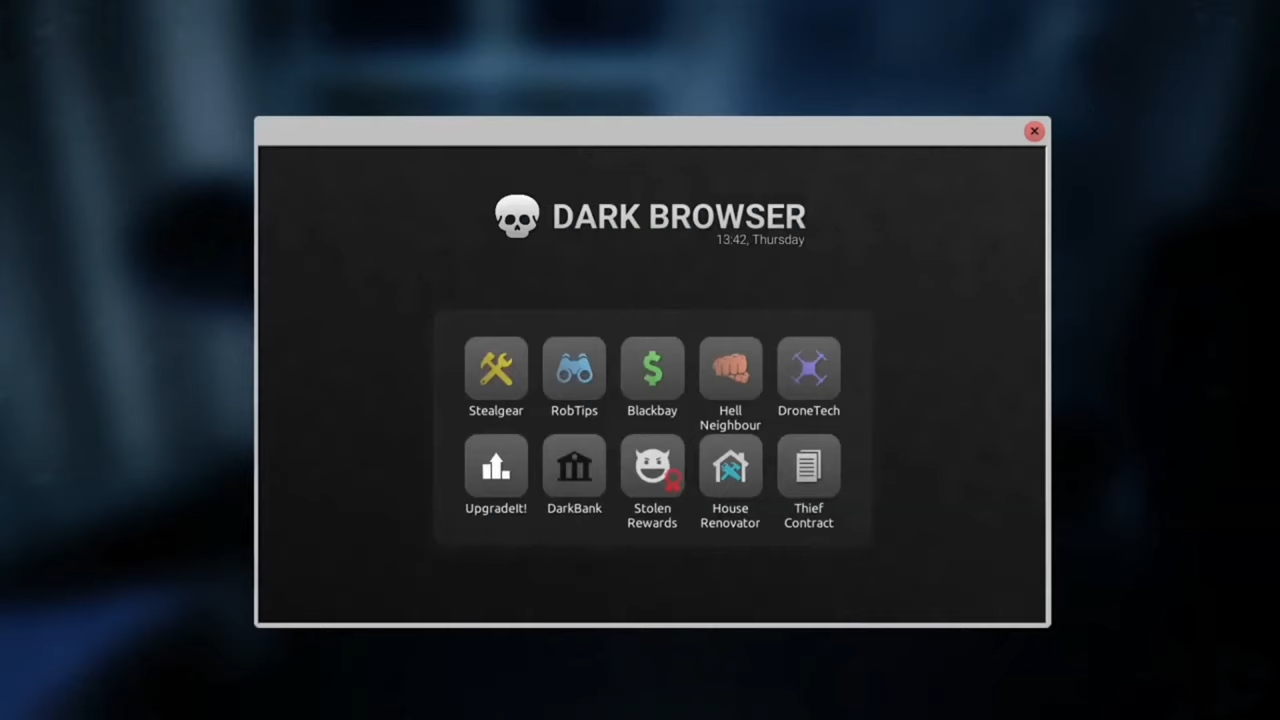 DARK BROWSER
13:42, Thursday
Stealgear
RobTips
Blackbay
Hell
Neighbour
DroneTech
UpgradeIt!
DarkBank
Stolen
Rewards
House
Renovator
Thief
Contract